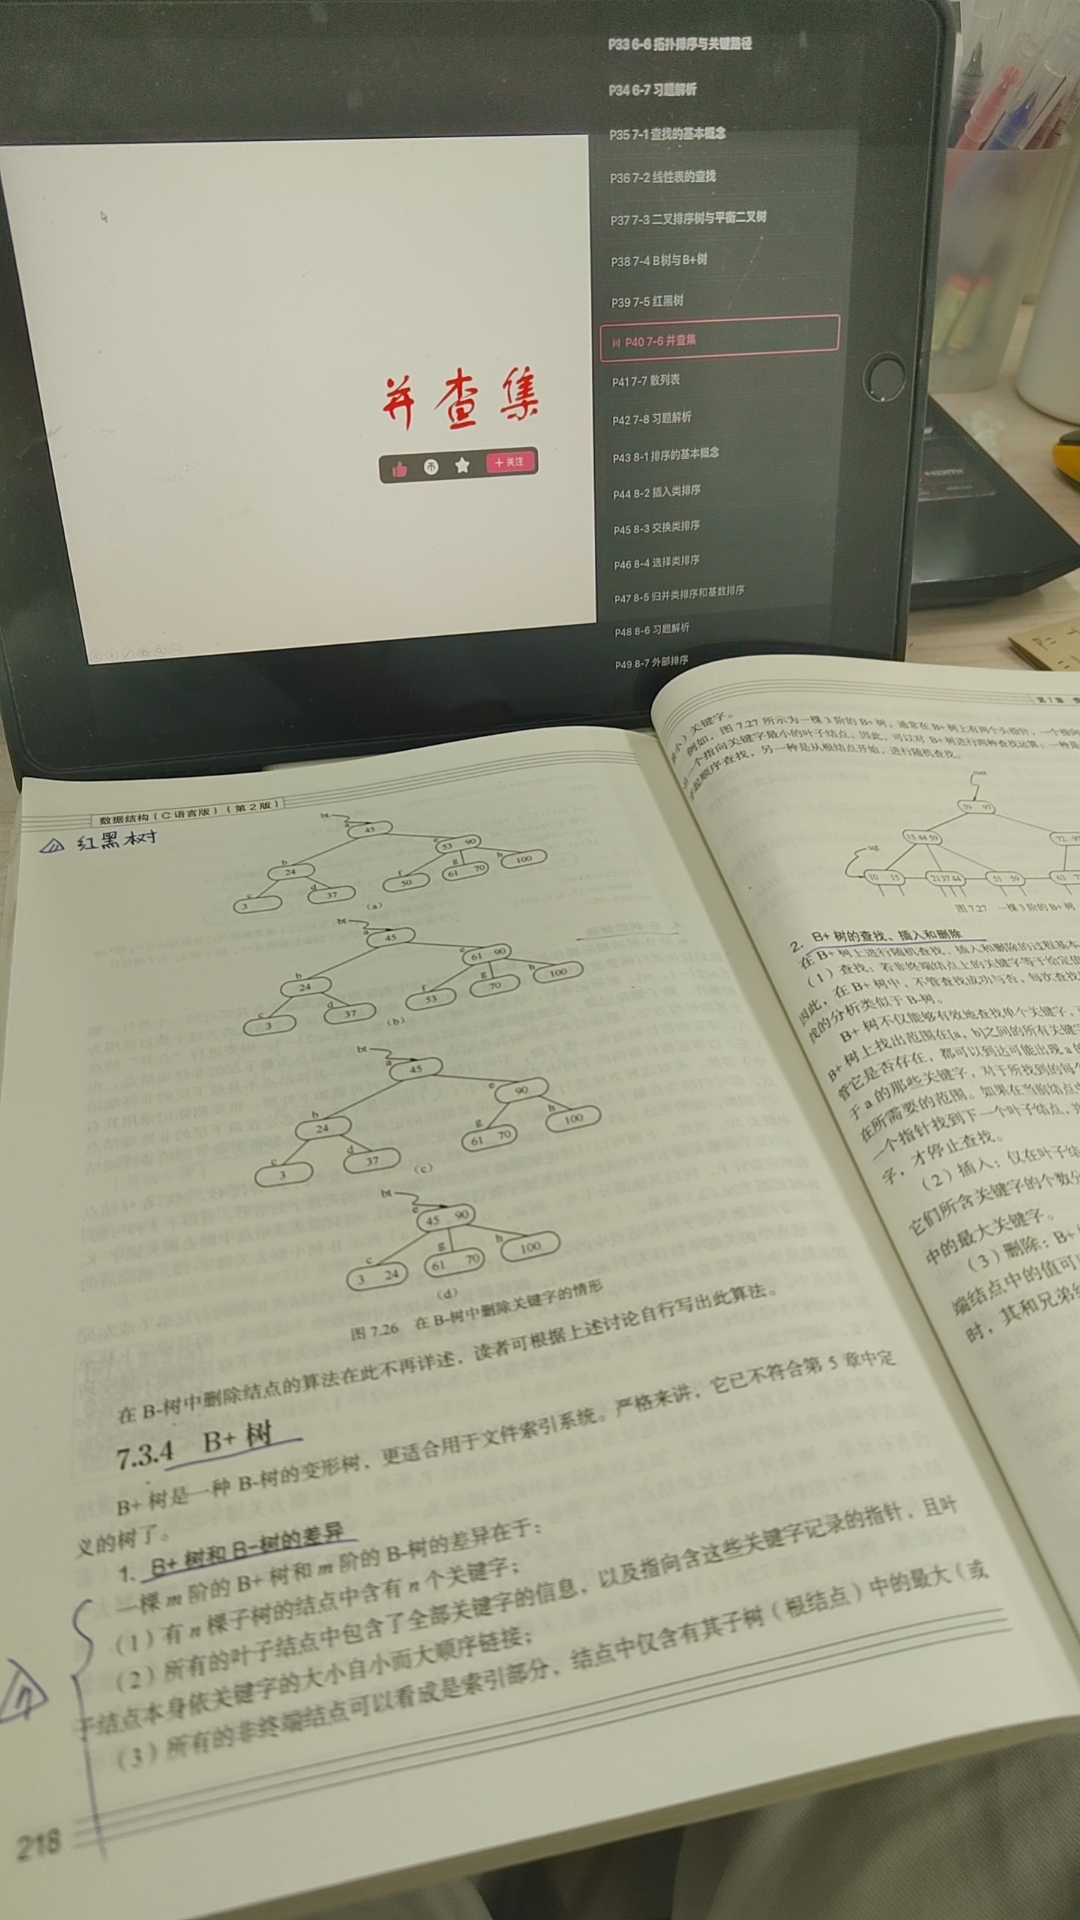 P33 6-6 拓扑排序与关键路径
P34 6-7 习题解析
P35 7-1 查找的基本概念
P36 7-2 线性表的查找
P37 7-3 二叉排序树与平衡二叉树
P38 7-4 B树与B+树
P39 7-5 红黑树
P40 7-6 并查集
P41 7-7 散列表
P42 7-8 习题解析
P43 8-1 排序的基本概念
P44 8-2 插入类排序
P45 8-3 交换类排序
P46 8-4 选择类排序
P47 8-5 归并类排序和基数排序
P48 8-6 习题解析
P49 8-7 外部排序
并查集
+ 关注
数据结构(C语言版)(第2版)
红黑树
bt
a
45
b
24
53 90
c
3
d
37
f
50
g
61 70
h
100
(a)
bt
45
b
24
61 90
c
3
d
37
f
53
g
70
h
100
(b)
bt
a
45
b
24
e
90
c
3
d
37
g
61 70
h
100
(c)
bt
e
45 90
c
3 24
g
61 70
h
100
(d)
图 7.26 在 B-树中删除关键字的情形
在 B-树中删除结点的算法在此不再详述,读者可根据上述讨论自行写出此算法。
7.3.4 B+ 树
B+ 树是一种 B-树的变形树,更适合用于文件索引系统。严格来讲,它已不符合第 5 章中定
义的树了。
1. B+ 树和 B-树的差异
一棵 m 阶的 B+ 树和 m 阶的 B-树的差异在于:
(1)有 n 棵子树的结点中含有 n 个关键字;
(2)所有的叶子结点中包含了全部关键字的信息,以及指向含这些关键字记录的指针,且叶
子结点本身依关键字的大小自小而大顺序链接;
(3)所有的非终端结点可以看成是索引部分,结点中仅含有其子树(根结点)中的最大(或
218
第 7 章
小)关键字。
例如,图 7.27 所示为一棵 3 阶的 B+ 树,通常在 B+ 树上有两个头指针,一个指向
一个指向关键字最小的叶子结点。因此,可以对 B+ 树进行两种查找运算:一种是
起顺序查找,另一种是从根结点开始,进行随机查找。
root
59 97
15 44 59
72 97
sqt
10 15
21 37 44
51 59
63
图 7.27 一棵 3 阶的 B+ 树
2. B+ 树的查找、插入和删除
在 B+ 树上进行随机查找、插入和删除的过程基本
(1)查找:若非终端结点上的关键字等于给定值
因此,在 B+ 树中,不管查找成功与否,每次查找
找的分析类似于 B-树。
B+ 树不仅能够有效地查找单个关键字,
B+ 树上找出范围在[a, b]之间的所有关键字
管它是否存在,都可以到达可能出现 a 的
于 a 的那些关键字,对于所找到的每个
在所需要的范围。如果在当前结点
一个指针找到下一个叶子结点,
字,才停止查找。
(2)插入:仅在叶子结
它们所含关键字的个数分
中的最大关键字。
(3)删除:B+
端结点中的值可
时,其和兄弟结